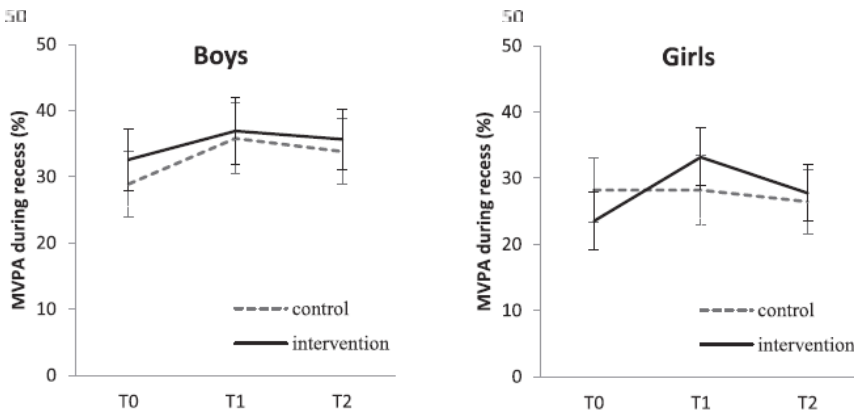 50
50
Boys
MVPA during recess (%)
50
40
30
20
10
0
control
intervention
T0 T1 T2
Girls
MVPA during recess (%)
50
40
30
20
10
0
control
intervention
T0 T1 T2